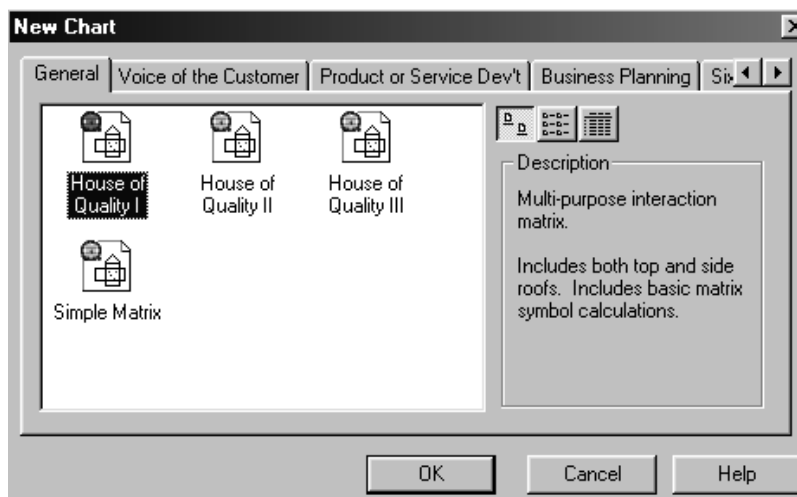 New Chart
General
Voice of the Customer
Product or Service Dev't
Business Planning
House of
Quality I
House of
Quality II
House of
Quality III
Simple Matrix
Description
Multi-purpose interaction
matrix.
Includes both top and side
roofs. Includes basic matrix
symbol calculations.
OK
Cancel
Help